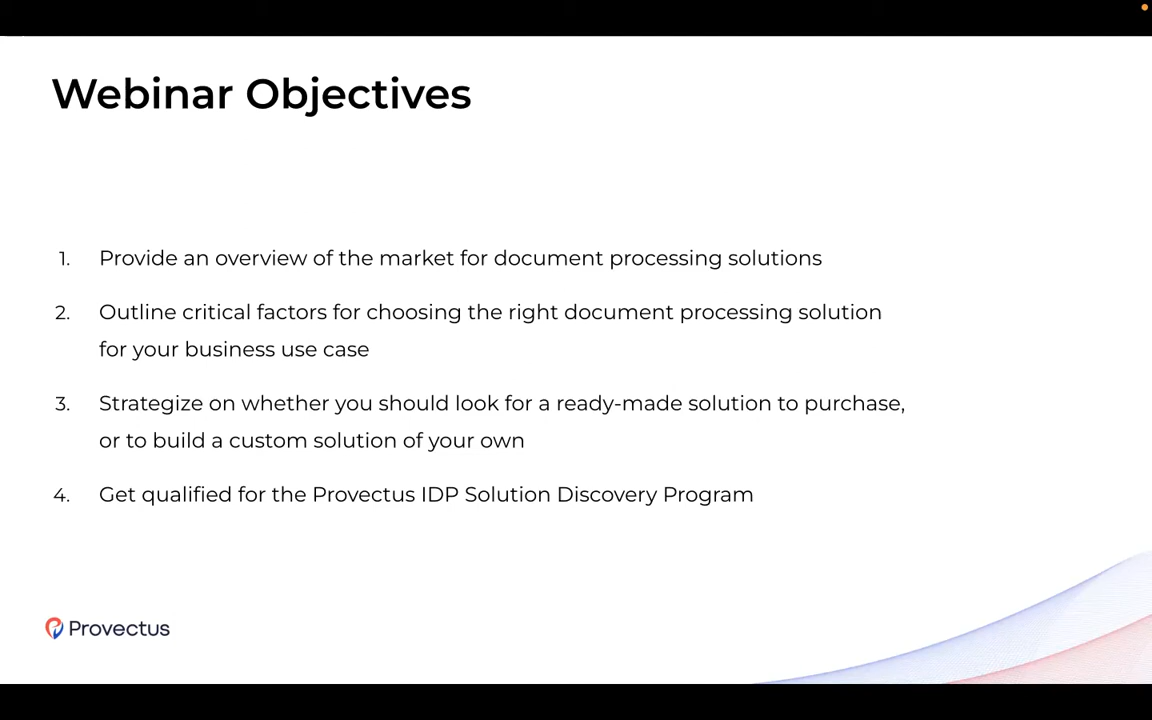 Webinar Objectives
1. Provide an overview of the market for document processing solutions
2. Outline critical factors for choosing the right document processing solution
for your business use case
3. Strategize on whether you should look for a ready-made solution to purchase,
or to build a custom solution of your own
4. Get qualified for the Provectus IDP Solution Discovery Program
Provectus